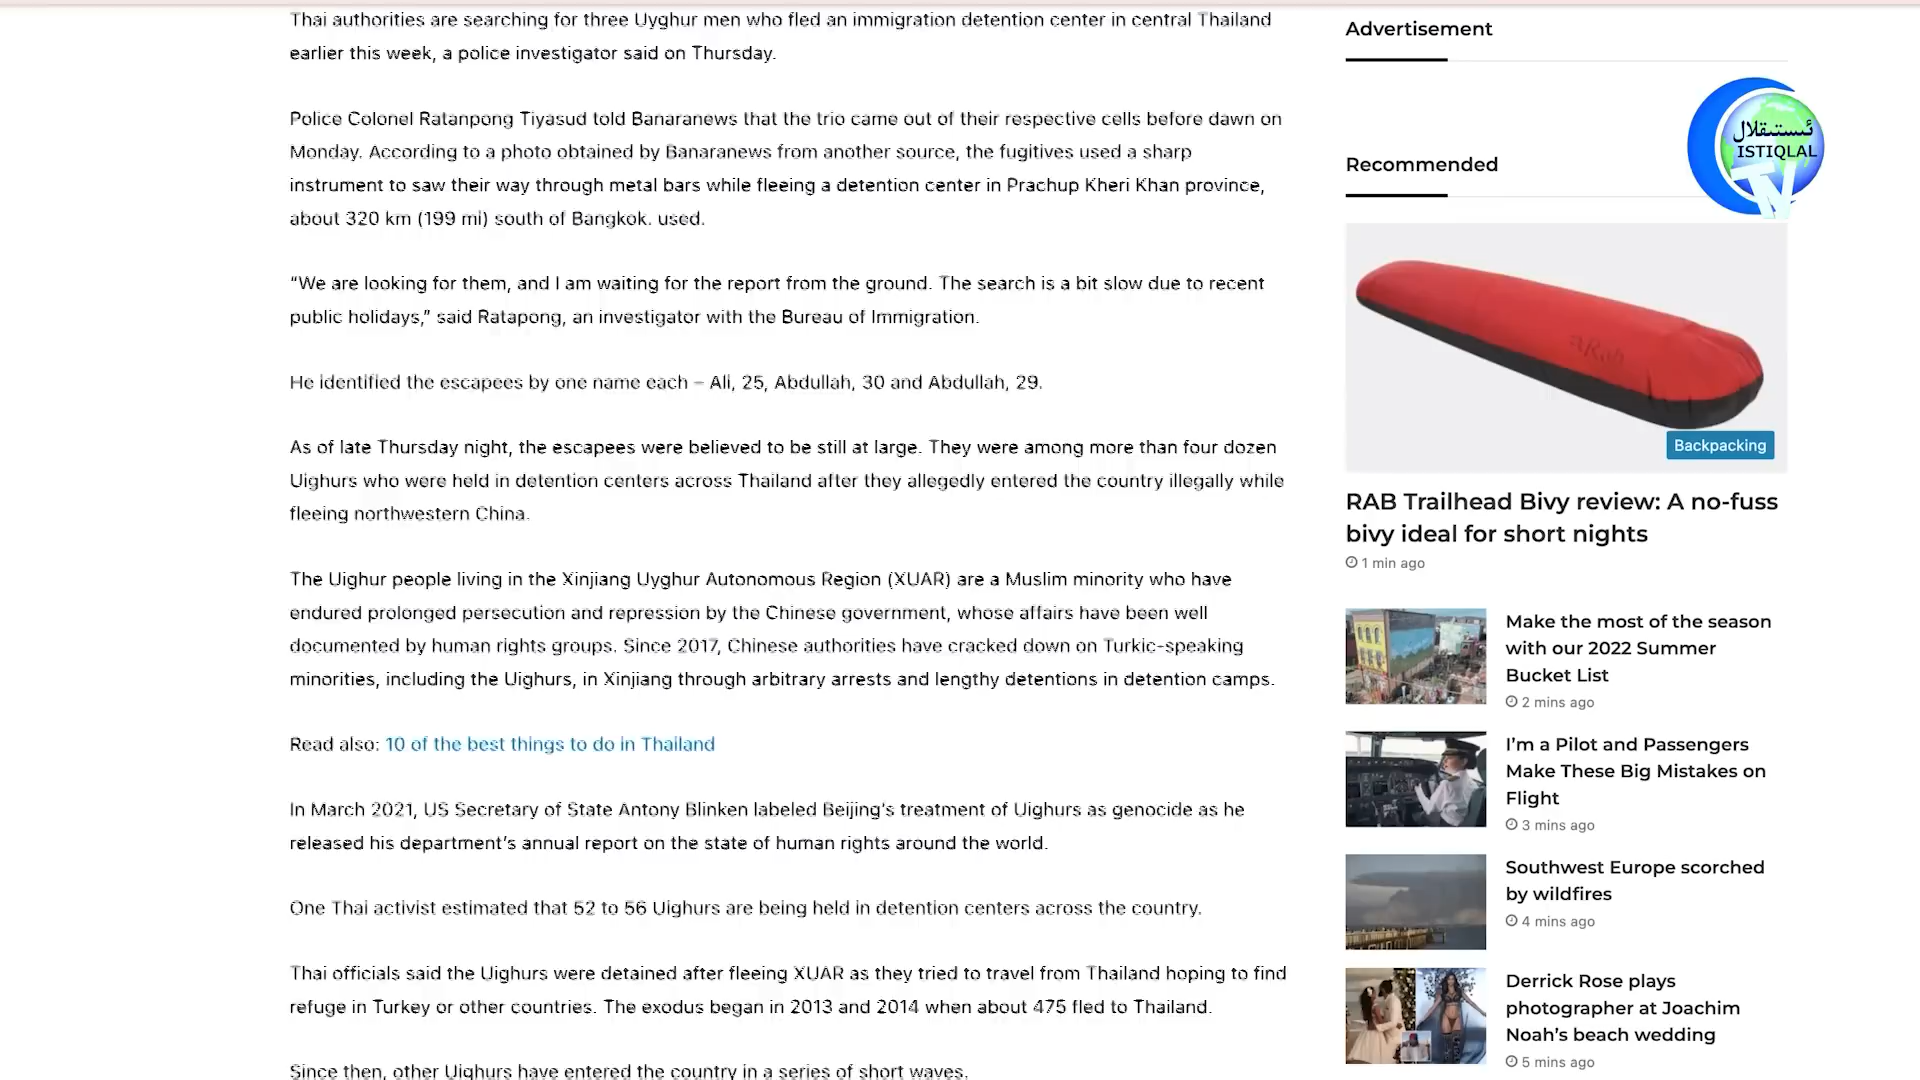 Thai authorities are searching for three Uyghur men who fled an immigration detention center in central Thailand
earlier this week, a police investigator said on Thursday.
Police Colonel Ratanpong Tiyasud told Banaranews that the trio came out of their respective cells before dawn on
Monday. According to a photo obtained by Banaranews from another source, the fugitives used a sharp
instrument to saw their way through metal bars while fleeing a detention center in Prachup Kheri Khan province,
about 320 km (199 mi) south of Bangkok. used.
“We are looking for them, and I am waiting for the report from the ground. The search is a bit slow due to recent
public holidays,” said Ratapong, an investigator with the Bureau of Immigration.
He identified the escapees by one name each – Ali, 25, Abdullah, 30 and Abdullah, 29.
As of late Thursday night, the escapees were believed to be still at large. They were among more than four dozen
Uighurs who were held in detention centers across Thailand after they allegedly entered the country illegally while
fleeing northwestern China.
The Uighur people living in the Xinjiang Uyghur Autonomous Region (XUAR) are a Muslim minority who have
endured prolonged persecution and repression by the Chinese government, whose affairs have been well
documented by human rights groups. Since 2017, Chinese authorities have cracked down on Turkic-speaking
minorities, including the Uighurs, in Xinjiang through arbitrary arrests and lengthy detentions in detention camps.
Read also: 10 of the best things to do in Thailand
In March 2021, US Secretary of State Antony Blinken labeled Beijing’s treatment of Uighurs as genocide as he
released his department’s annual report on the state of human rights around the world.
One Thai activist estimated that 52 to 56 Uighurs are being held in detention centers across the country.
Thai officials said the Uighurs were detained after fleeing XUAR as they tried to travel from Thailand hoping to find
refuge in Turkey or other countries. The exodus began in 2013 and 2014 when about 475 fled to Thailand.
Since then, other Uighurs have entered the country in a series of short waves.
Advertisement
ئىستىقلال
ISTIQLAL
TV
Recommended
Rab
Backpacking
RAB Trailhead Bivy review: A no-fuss
bivy ideal for short nights
1 min ago
Make the most of the season
with our 2022 Summer
Bucket List
2 mins ago
I’m a Pilot and Passengers
Make These Big Mistakes on
Flight
3 mins ago
Southwest Europe scorched
by wildfires
4 mins ago
Derrick Rose plays
photographer at Joachim
Noah’s beach wedding
5 mins ago